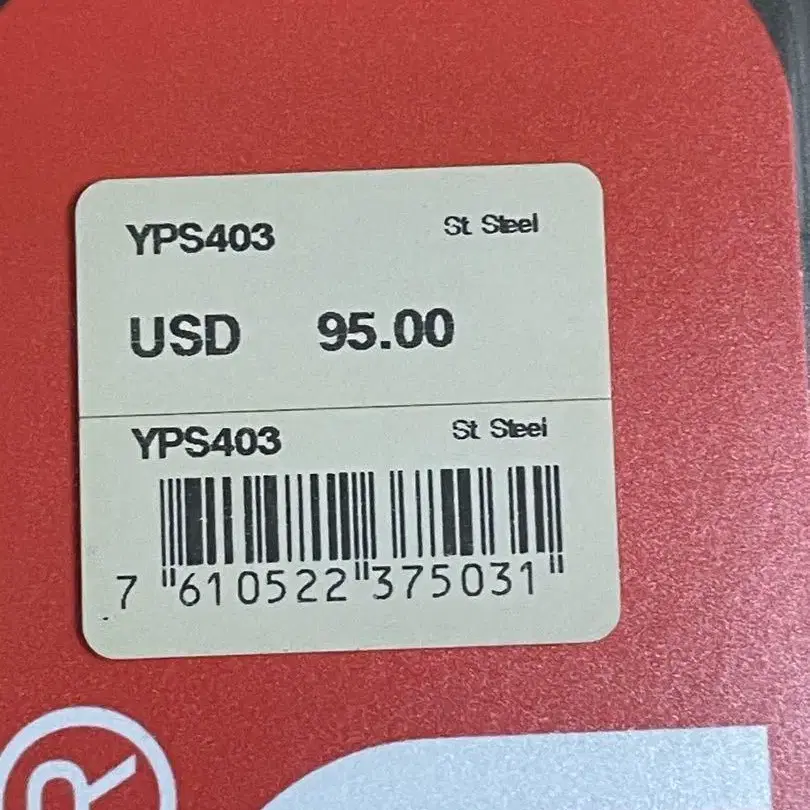 YPS403 St Steel
USD 95.00
YPS403 St Steel
7 "610522"375031"
R